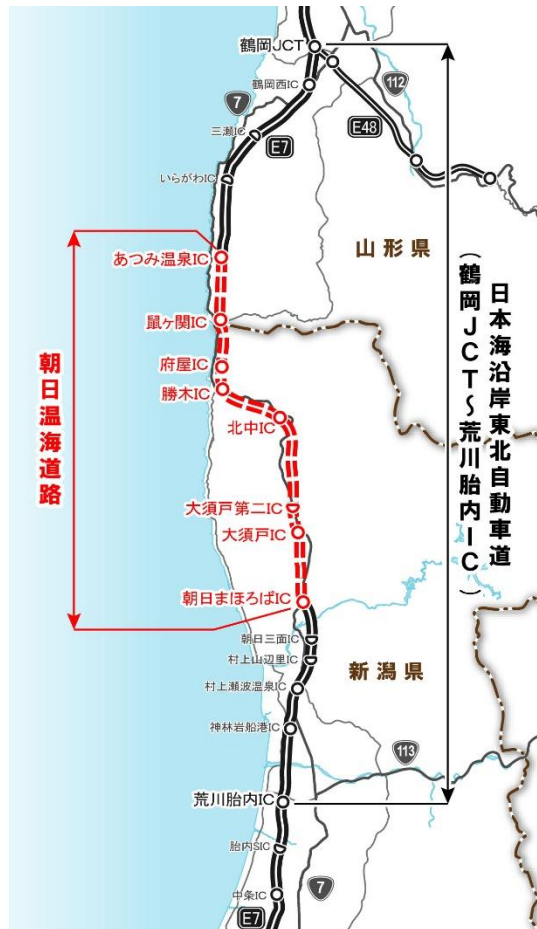 鶴岡JCT
鶴岡西IC
7
112
三瀬IC
E7
E48
いらがわIC
あつみ温泉IC
山形県
鼠ヶ関IC
府屋IC
勝木IC
北中IC
朝日温海道路
日本海沿岸東北自動車道
(鶴岡JCT～荒川胎内IC)
大須戸第二IC
大須戸IC
朝日まほろばIC
朝日三面IC
村上山辺里IC
新潟県
村上瀬波温泉IC
神林岩船港IC
113
荒川胎内IC
胎内SIC
7
中条IC
E7